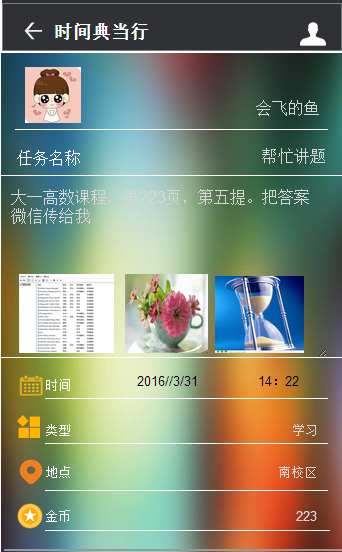 时间典当行
会飞的鱼
任务名称 帮忙讲题
大一高数课程，第223页，第五提。把答案
微信传给我
时间 2016//3/31 14：22
类型 学习
地点 南校区
金币 223